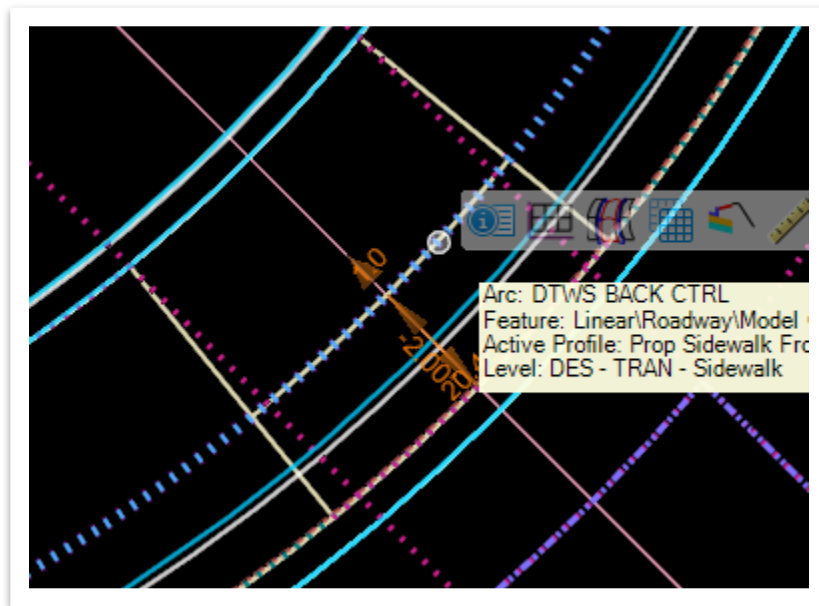 1.0
-2.00
Arc: DTWS BACK CTRL
Feature: Linear\Roadway\Model
Active Profile: Prop Sidewalk Fro
Level: DES - TRAN - Sidewalk